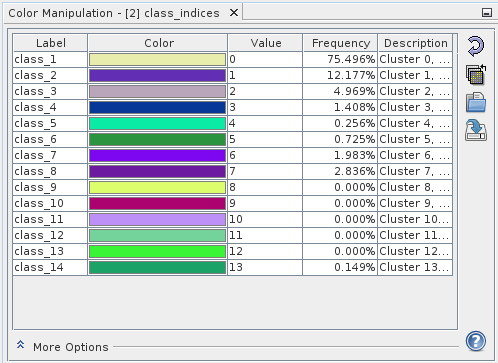 Color Manipulation - [2] class_indices
Label Color Value Frequency Description
class_1 0 75.496% Cluster 0, ...
class_2 1 12.177% Cluster 1, ...
class_3 2 4.969% Cluster 2, ...
class_4 3 1.408% Cluster 3, ...
class_5 4 0.256% Cluster 4, ...
class_6 5 0.725% Cluster 5, ...
class_7 6 1.983% Cluster 6, ...
class_8 7 2.836% Cluster 7, ...
class_9 8 0.000% Cluster 8, ...
class_10 9 0.000% Cluster 9, ...
class_11 10 0.000% Cluster 10...
class_12 11 0.000% Cluster 11...
class_13 12 0.000% Cluster 12...
class_14 13 0.149% Cluster 13...
More Options